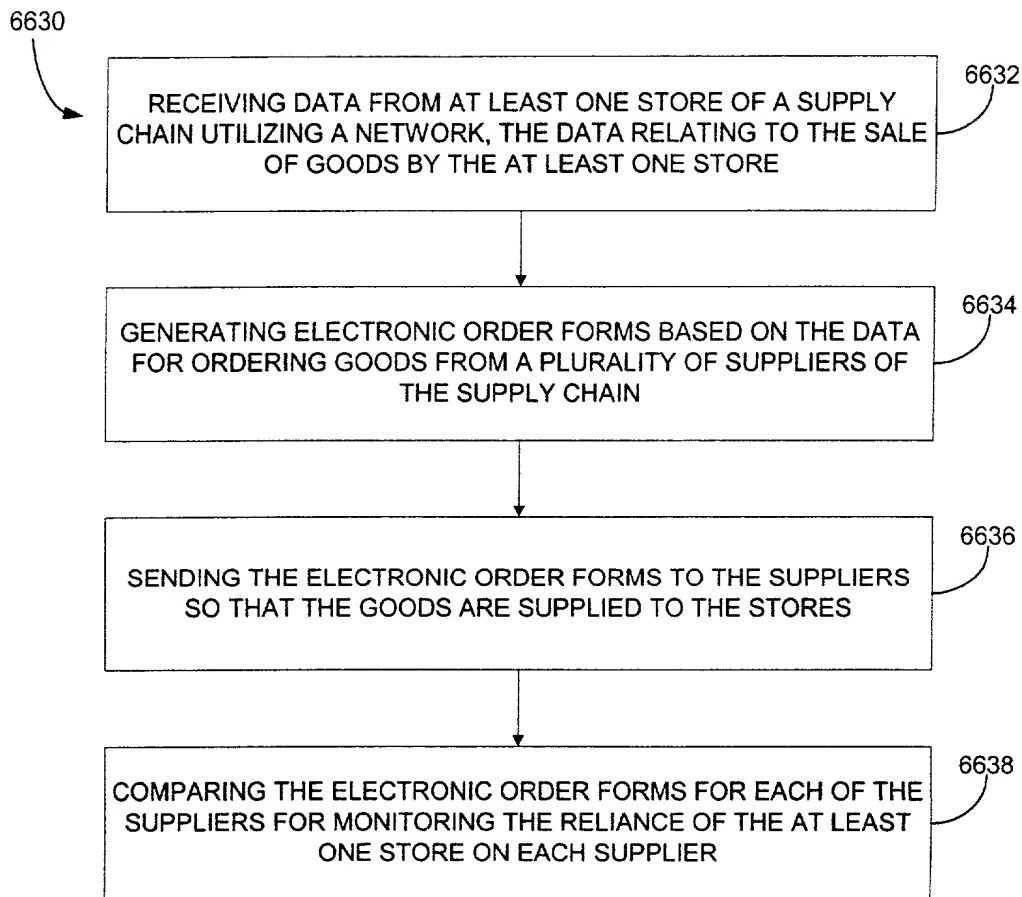 6630
6632
RECEIVING DATA FROM AT LEAST ONE STORE OF A SUPPLY
CHAIN UTILIZING A NETWORK, THE DATA RELATING TO THE SALE
OF GOODS BY THE AT LEAST ONE STORE
6634
GENERATING ELECTRONIC ORDER FORMS BASED ON THE DATA
FOR ORDERING GOODS FROM A PLURALITY OF SUPPLIERS OF
THE SUPPLY CHAIN
6636
SENDING THE ELECTRONIC ORDER FORMS TO THE SUPPLIERS
SO THAT THE GOODS ARE SUPPLIED TO THE STORES
6638
COMPARING THE ELECTRONIC ORDER FORMS FOR EACH OF THE
SUPPLIERS FOR MONITORING THE RELIANCE OF THE AT LEAST
ONE STORE ON EACH SUPPLIER